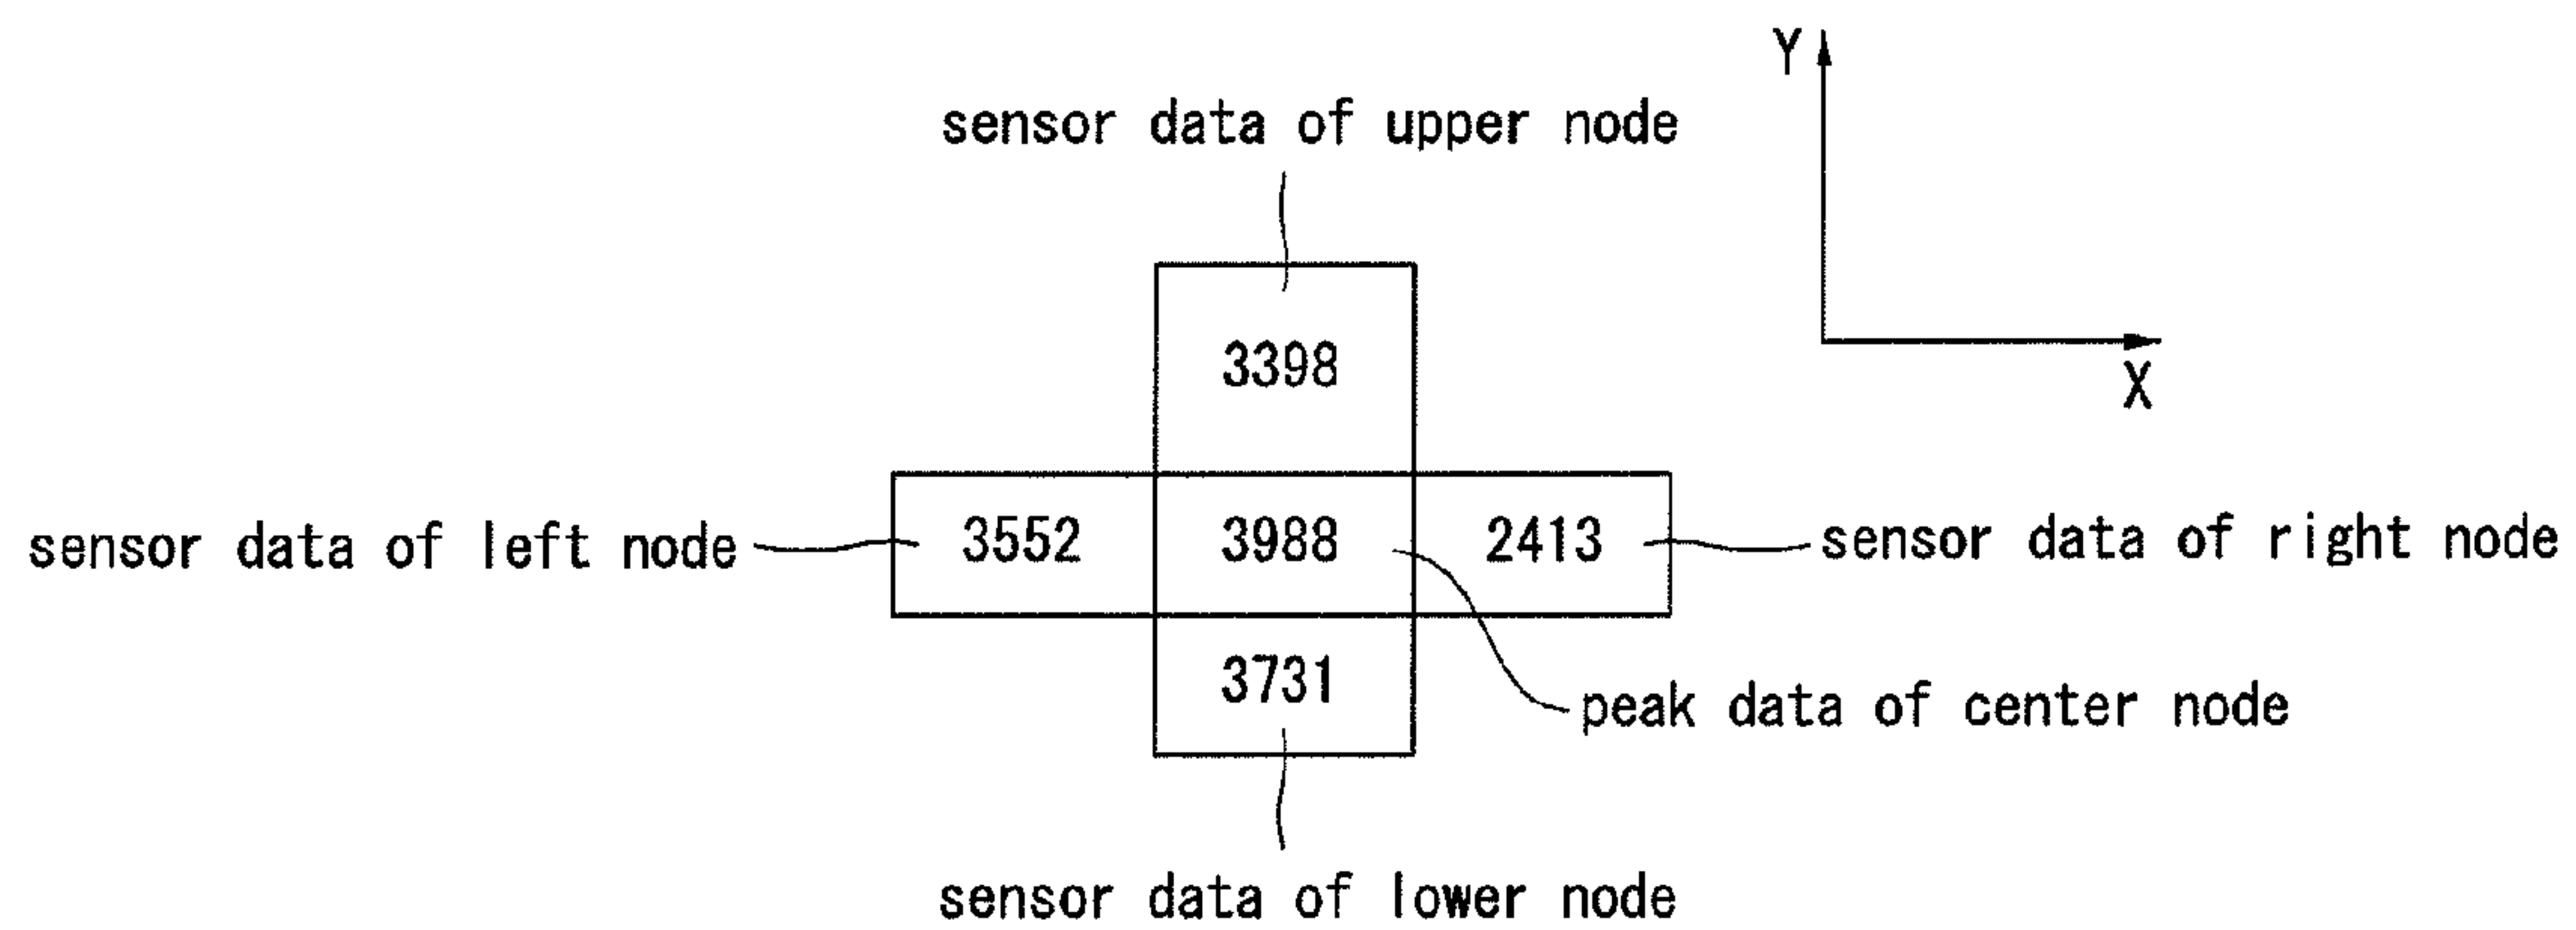 Y
sensor data of upper node
3398
X
sensor data of left node
3552
3988
2413
sensor data of right node
3731
peak data of center node
sensor data of lower node